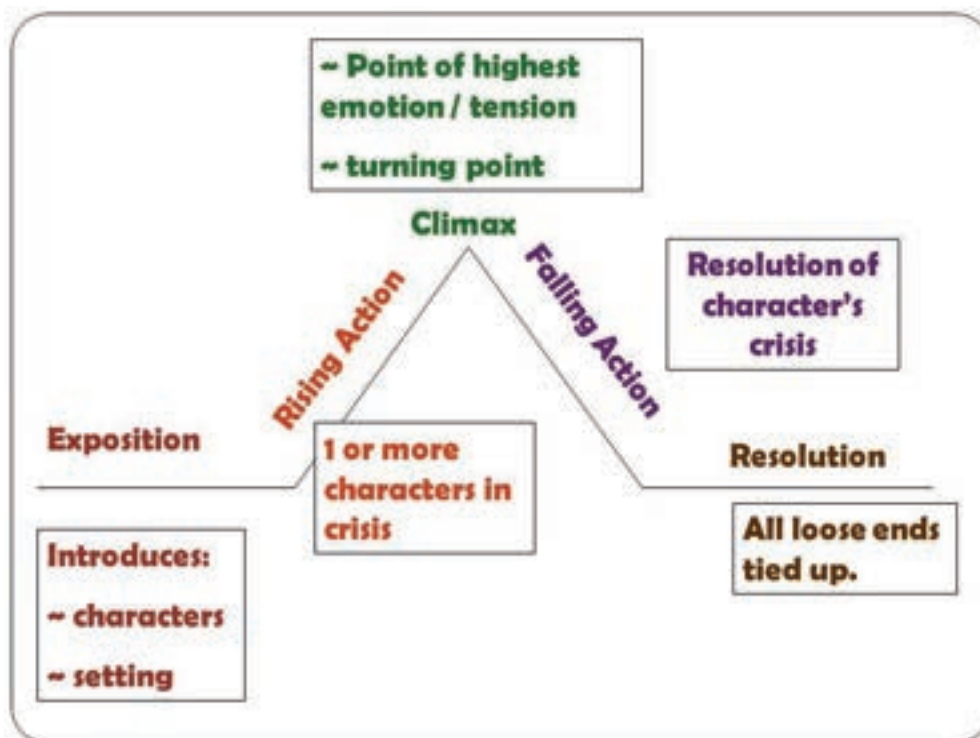 ~ Point of highest
emotion / tension
~ turning point
Climax
Rising Action
Falling Action
Resolution of
character's
crisis
Exposition
1 or more
characters in
crisis
Resolution
Introduces:
~ characters
~ setting
All loose ends
tied up.